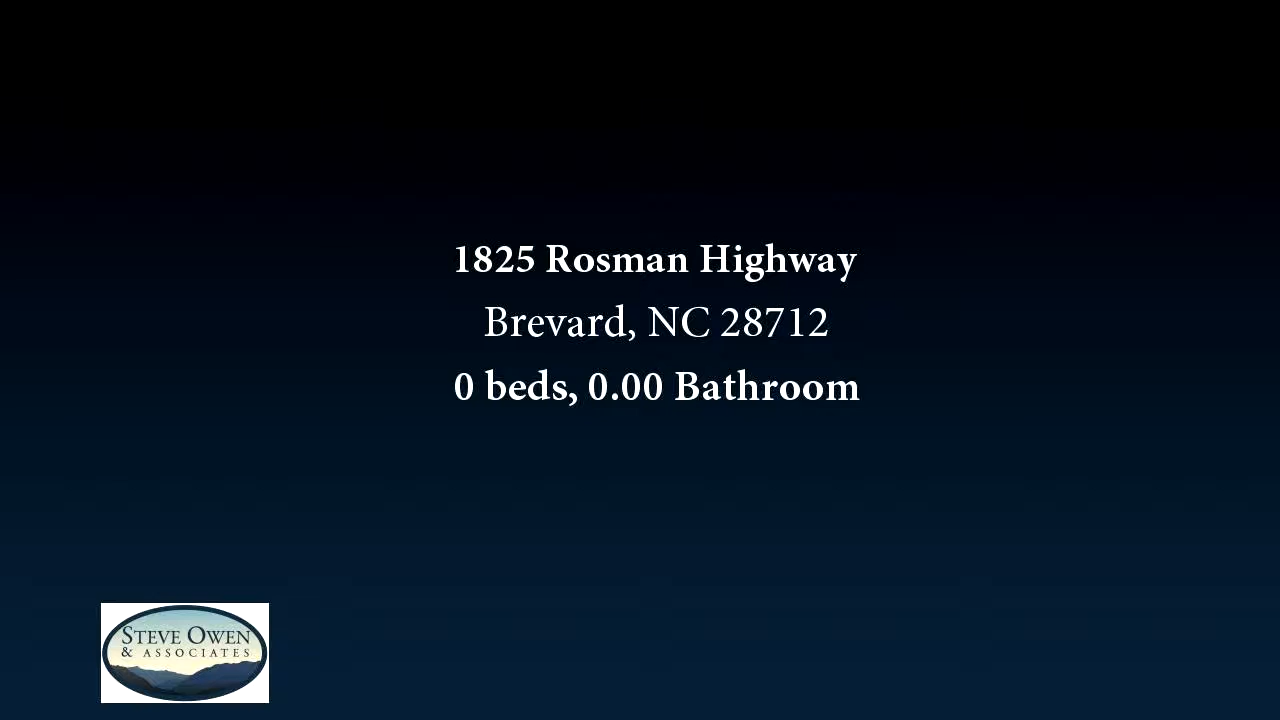 1825 Rosman Highway
Brevard, NC 28712
0 beds, 0.00 Bathroom
STEVE OWEN
& ASSOCIATES